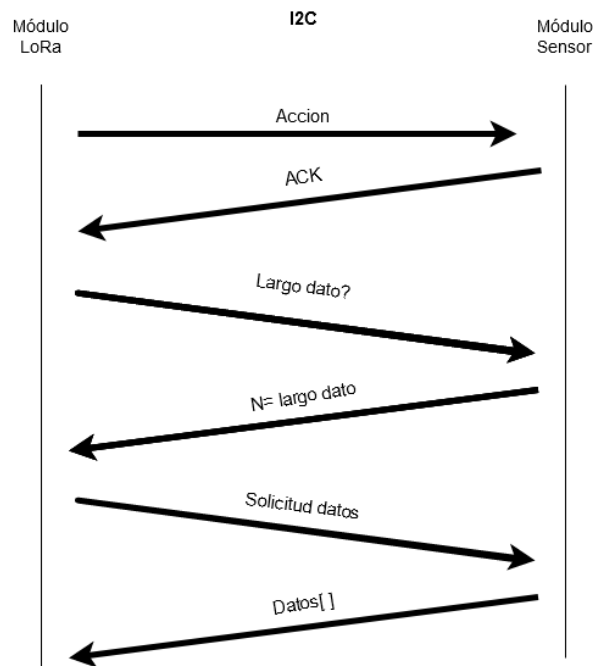 I2C
Módulo
LoRa
Módulo
Sensor
Accion
ACK
Largo dato?
N= largo dato
Solicitud datos
Datos[ ]